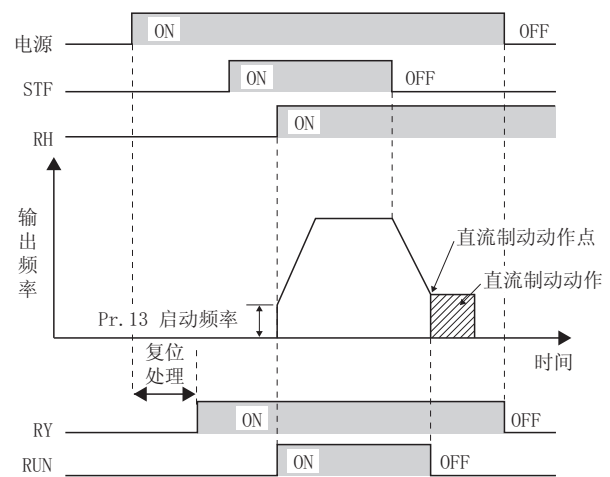 电源 ON OFF
STF ON OFF
RH ON
输出频率
直流制动动作点
直流制动动作
Pr.13 启动频率
时间
复位
处理
RY ON OFF
RUN ON OFF